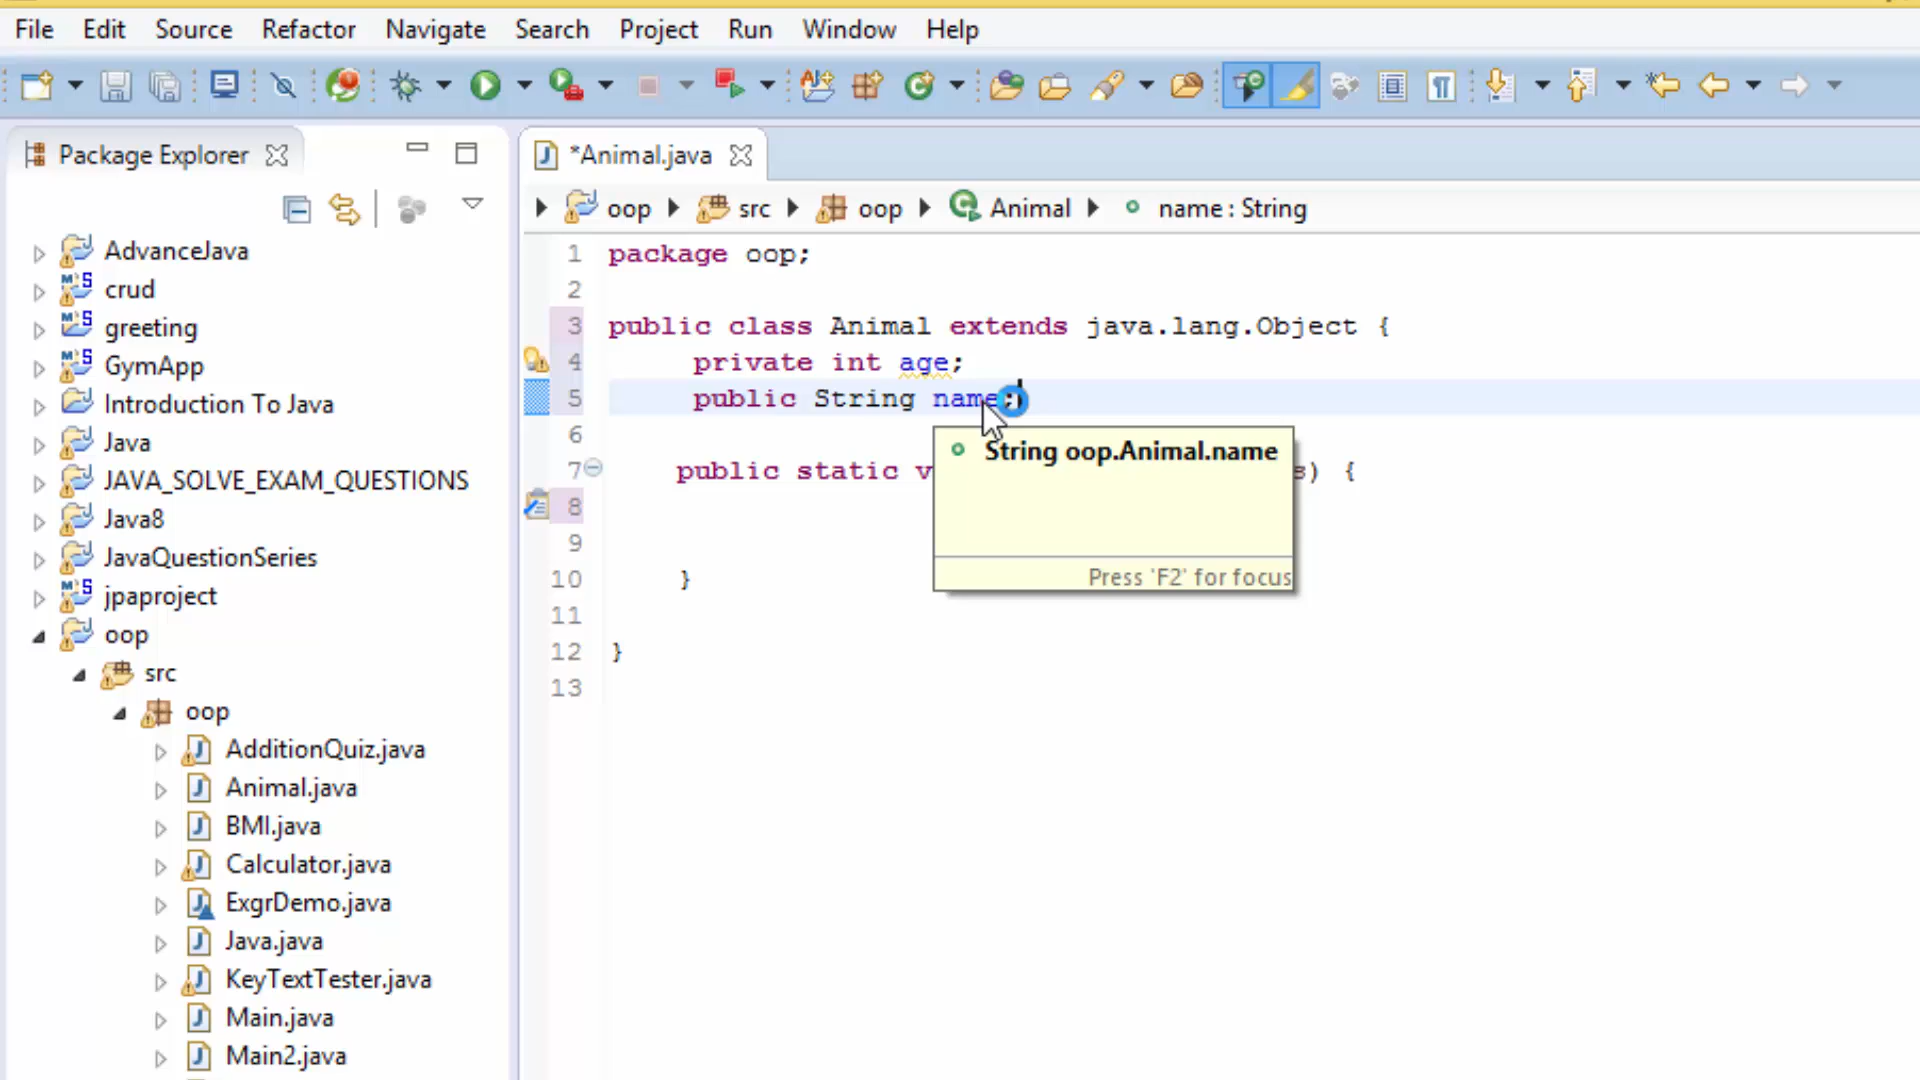 File Edit Source Refactor Navigate Search Project Run Window Help
Package Explorer
AdvanceJava
crud
greeting
GymApp
Introduction To Java
Java
JAVA_SOLVE_EXAM_QUESTIONS
Java8
JavaQuestionSeries
jpaproject
oop
src
oop
AdditionQuiz.java
Animal.java
BMI.java
Calculator.java
ExgrDemo.java
Java.java
KeyTextTester.java
Main.java
Main2.java
*Animal.java
oop src oop Animal name : String
1 package oop;
2
3 public class Animal extends java.lang.Object {
4 private int age;
5 public String name;
6
7 public static v s) {
8
9
10 }
11
12 }
13
String oop.Animal.name
Press 'F2' for focus